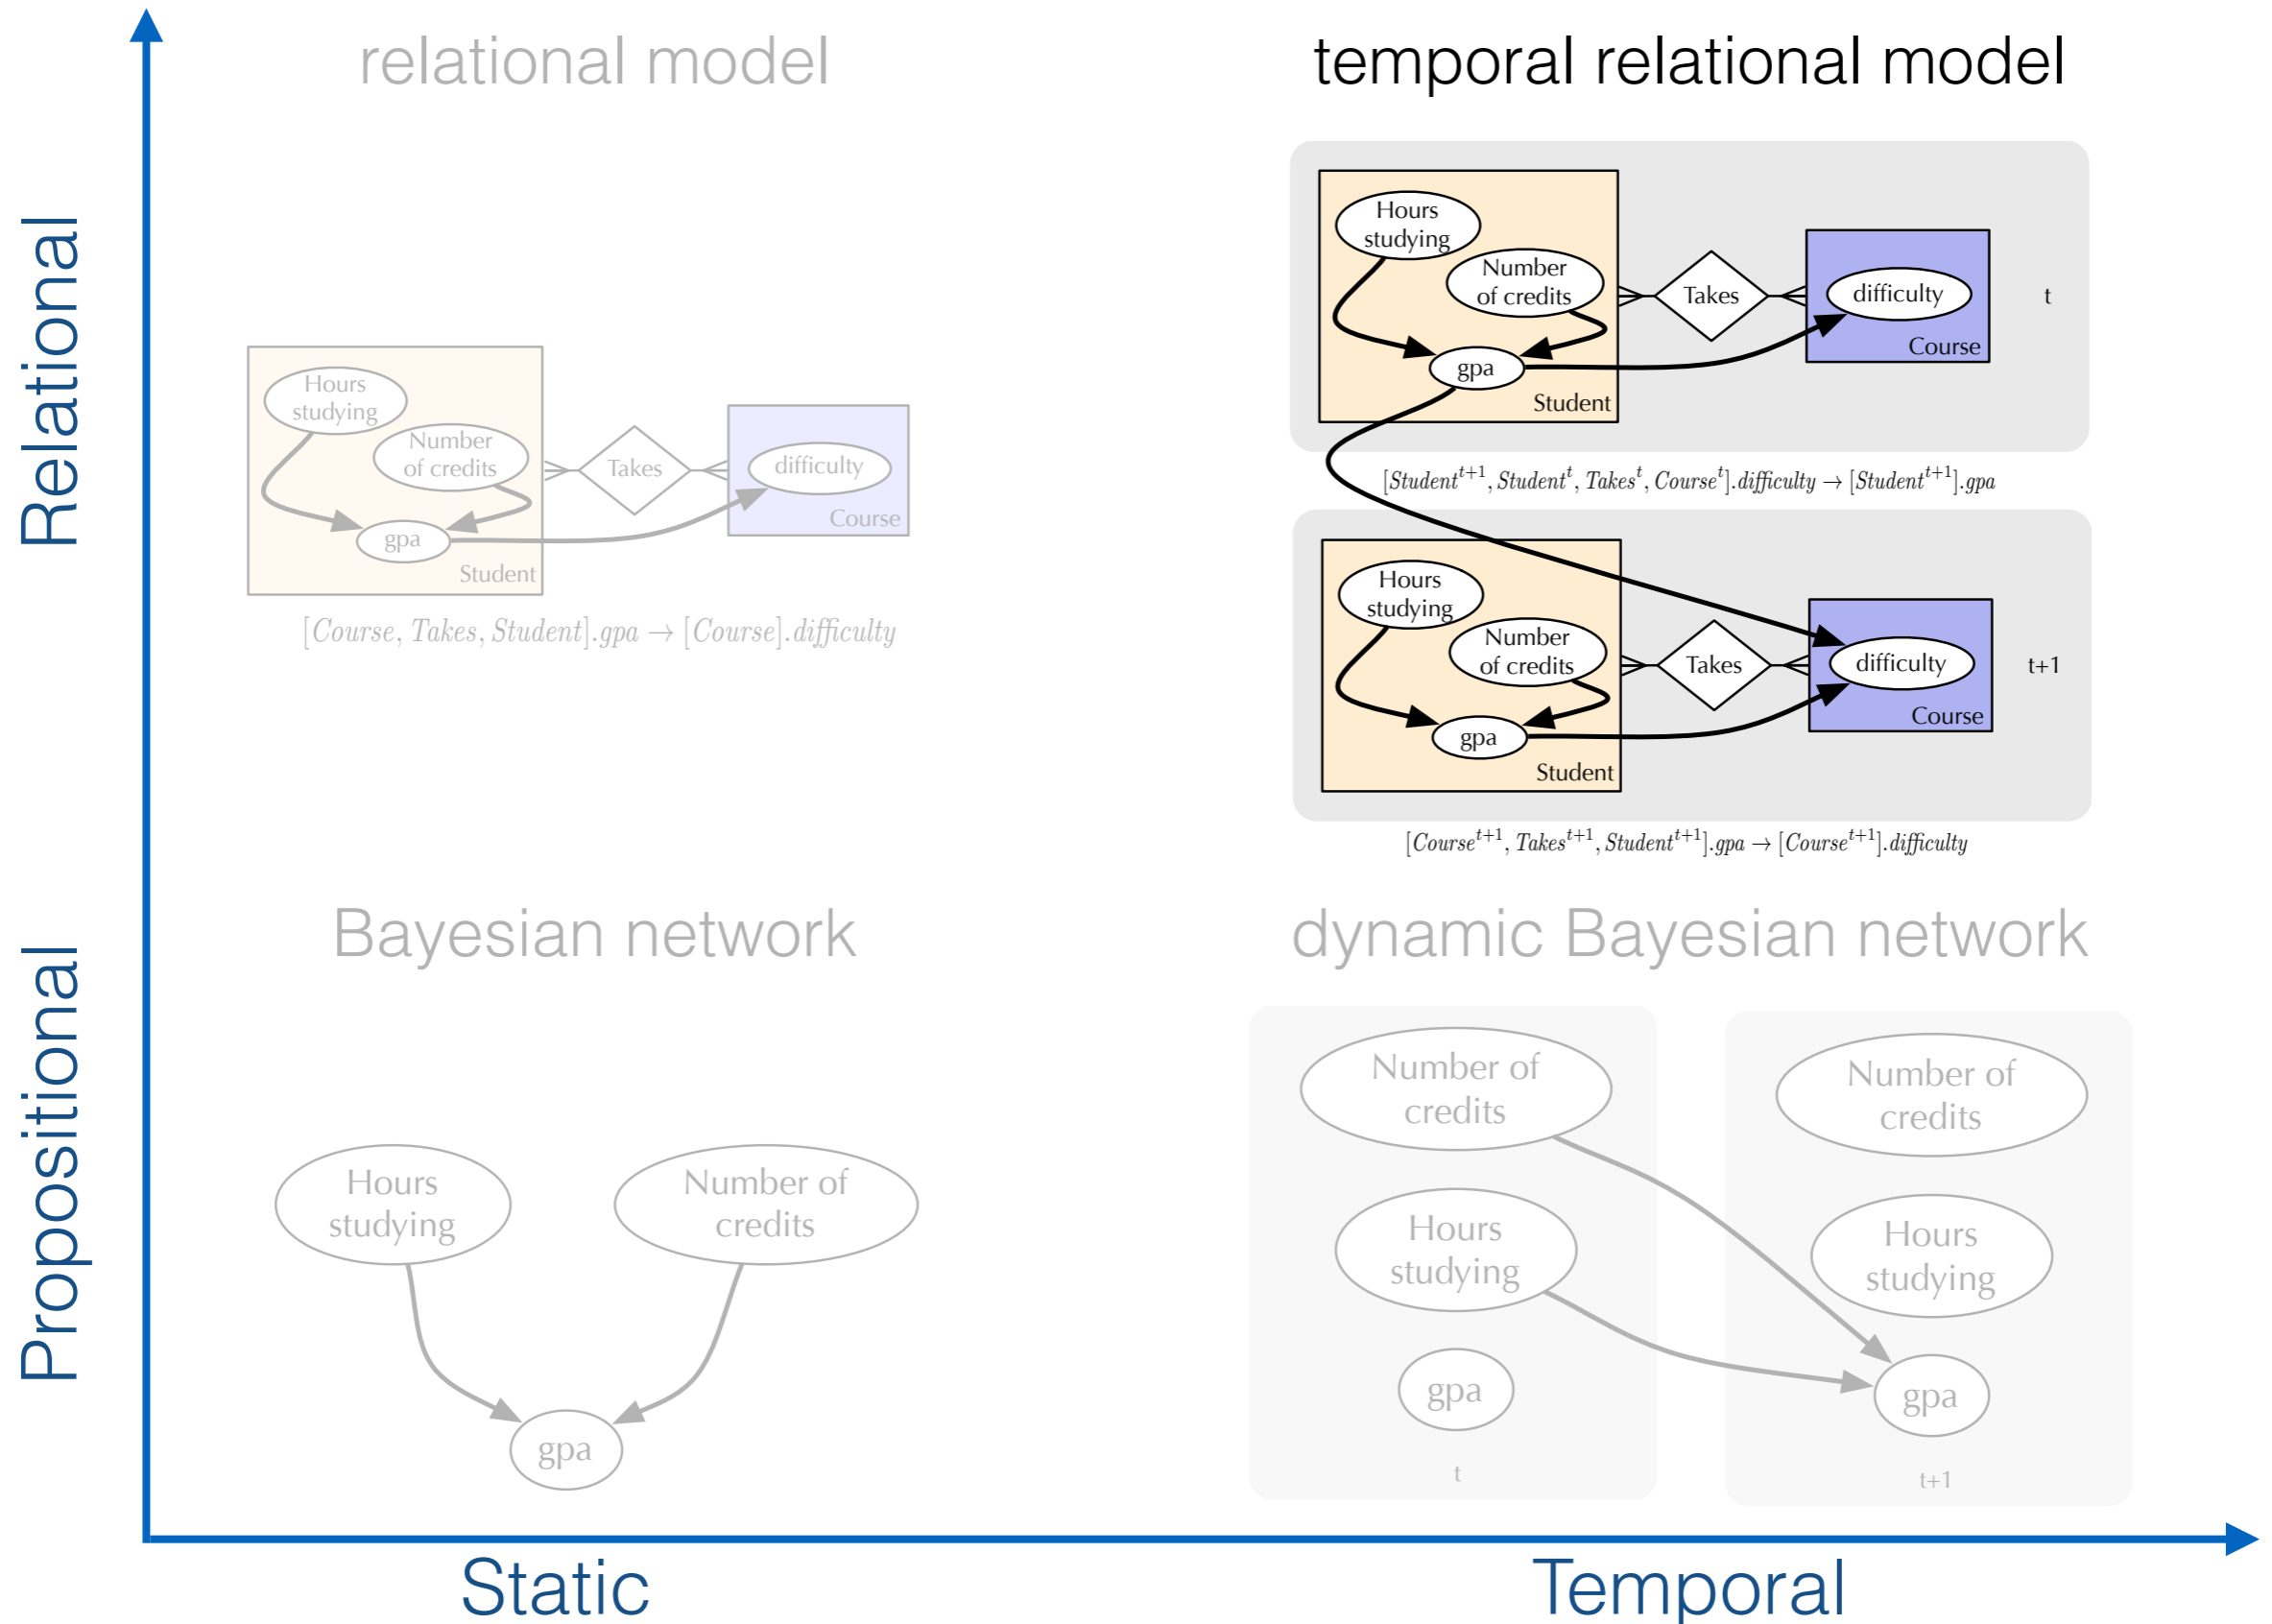 Relational
Propositional
Static
Temporal
relational model
Hours
studying
Number
of credits
gpa
Student
Takes
difficulty
Course
[Course, Takes, Student].gpa → [Course].difficulty
temporal relational model
Hours
studying
Number
of credits
gpa
Student
Takes
difficulty
Course
t
[Student^{t+1}, Student^t, Takes^t, Course^t].difficulty → [Student^{t+1}].gpa
Hours
studying
Number
of credits
gpa
Student
Takes
difficulty
Course
t+1
[Course^{t+1}, Takes^{t+1}, Student^{t+1}].gpa → [Course^{t+1}].difficulty
Bayesian network
Hours
studying
Number of
credits
gpa
dynamic Bayesian network
Number of
credits
Hours
studying
gpa
t
Number of
credits
Hours
studying
gpa
t+1